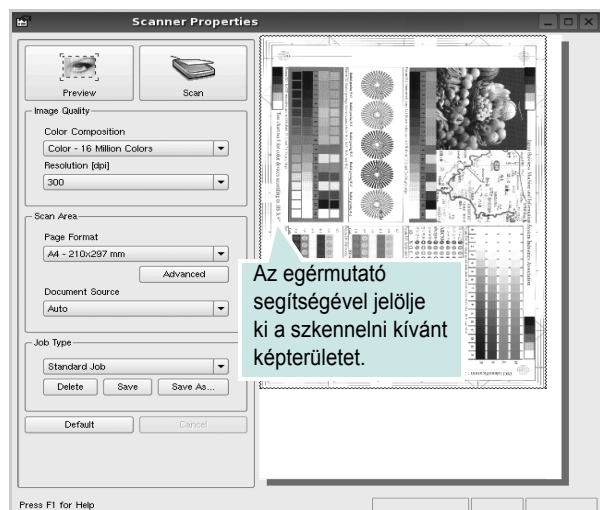 Scanner Properties
Preview
Scan
Image Quality
Color Composition
Color - 16 Million Colors
Resolution [dpi]
300
Scan Area
Page Format
A4 - 210x297 mm
Advanced
Document Source
Auto
Job Type
Standard Job
Delete
Save
Save As...
Default
Cancel
Az egérmutató
segítségével jelölje
ki a szkennelni kívánt
képterületet.
Press F1 for Help